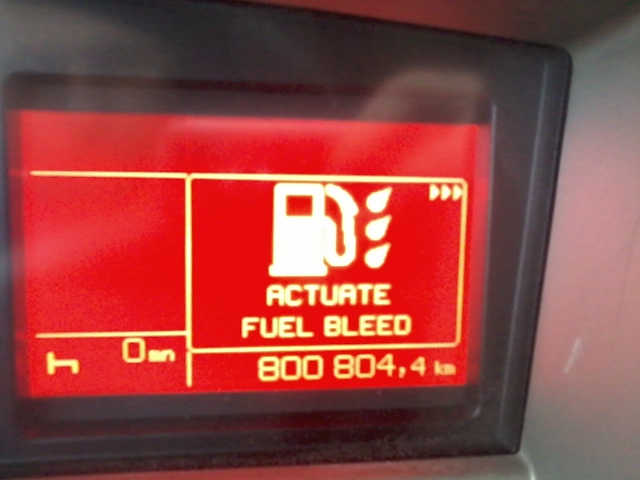 ACTUATE
FUEL BLEED
0mn
800 804,4 km